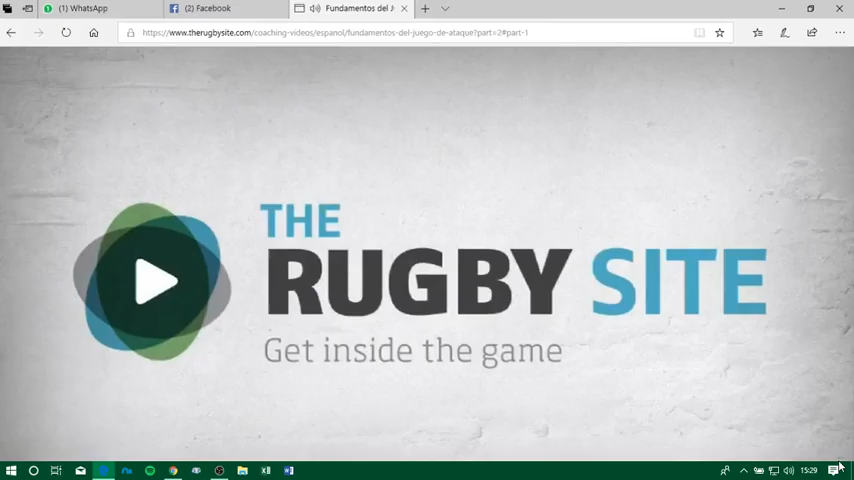 (1) WhatsApp
(2) Facebook
Fundamentos del J
https://www.therugbysite.com/coaching-videos/espanol/fundamentos-del-juego-de-ataque?part=2#part-1
THE
RUGBY SITE
Get inside the game
15:29